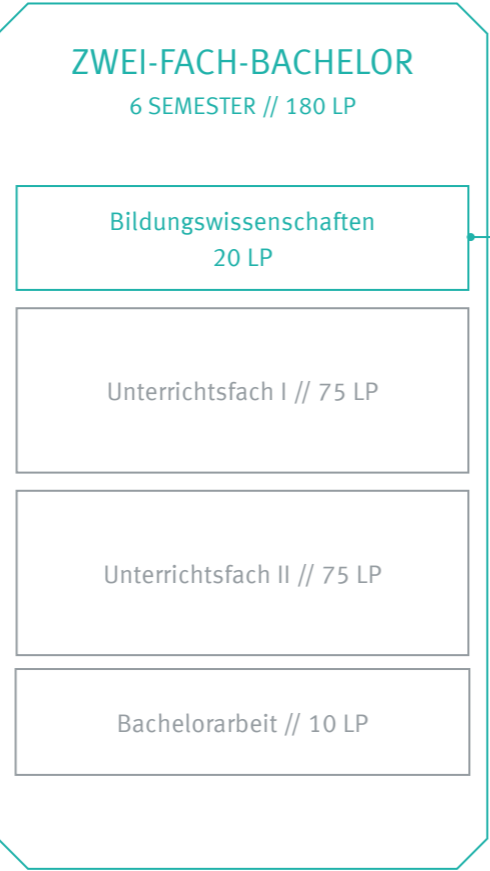 ZWEI-FACH-BACHELOR
6 SEMESTER // 180 LP
Bildungswissenschaften
20 LP
Unterrichtsfach I // 75 LP
Unterrichtsfach II // 75 LP
Bachelorarbeit // 10 LP